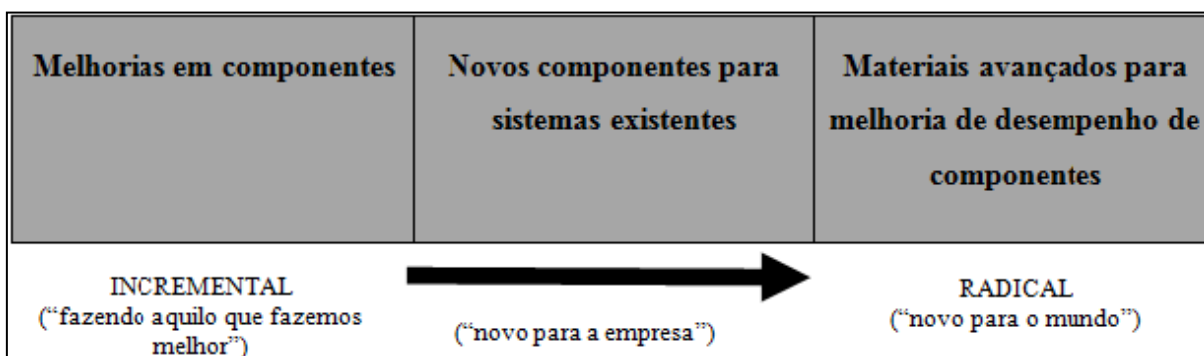 Melhorias em componentes
Novos componentes para
sistemas existentes
Materiais avançados para
melhoria de desempenho de
componentes
INCREMENTAL
(“fazendo aquilo que fazemos
melhor”)
(“novo para a empresa”)
RADICAL
(“novo para o mundo”)